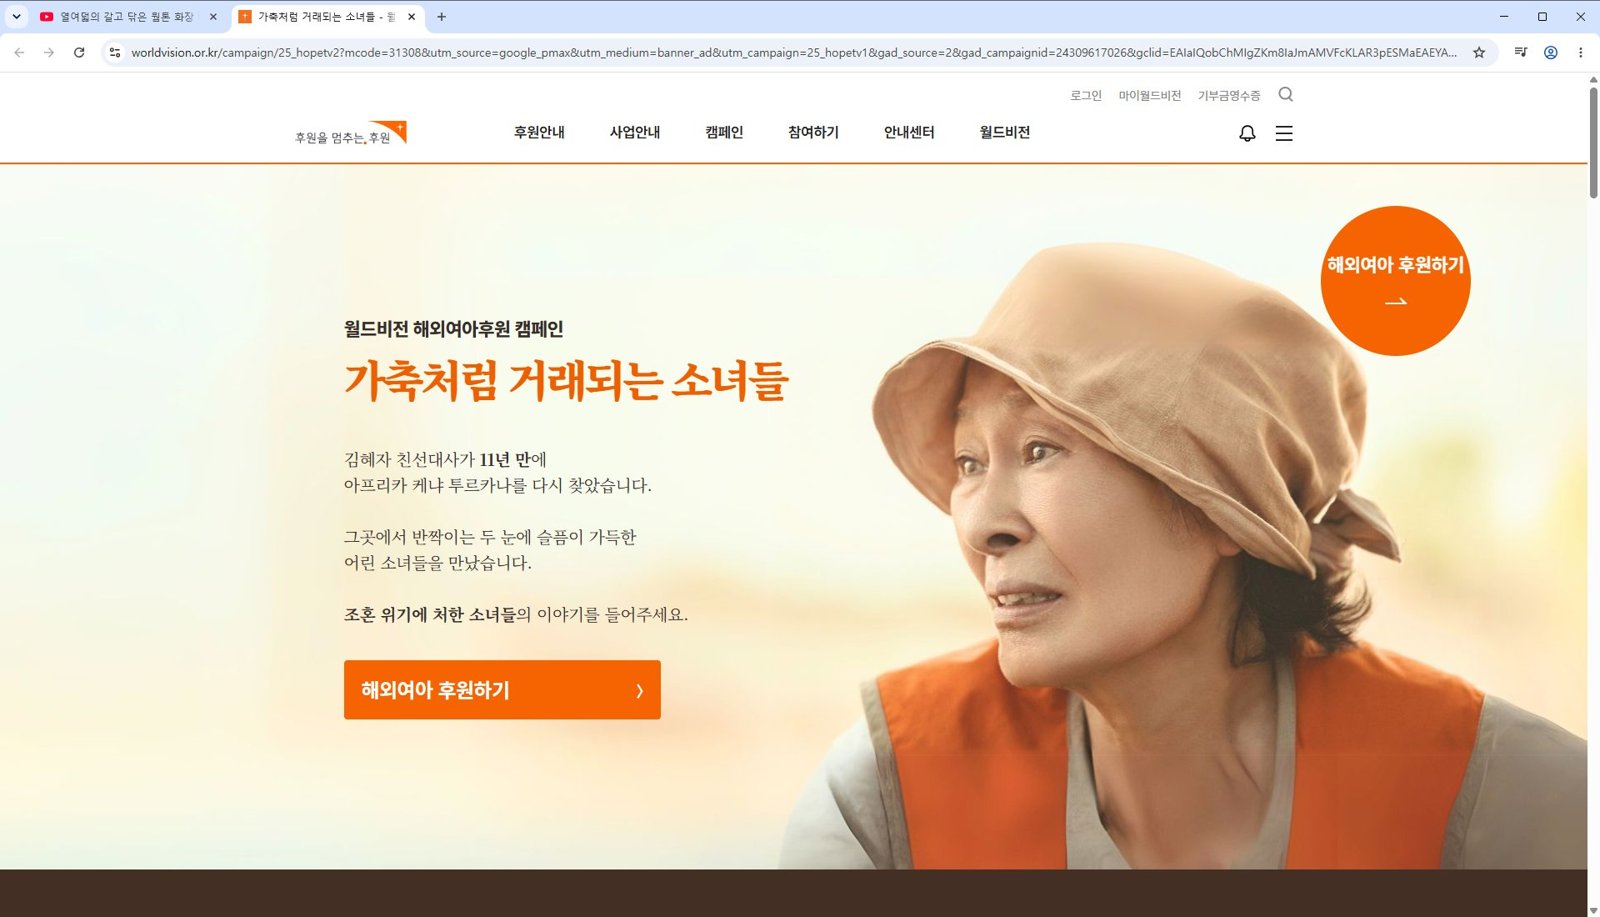 열여덟의 갈고 닦은 월톤 화장
가축처럼 거래되는 소녀들 - 월
worldvision.or.kr/campaign/25_hopetv2?mcode=31308&utm_source=google_pmax&utm_medium=banner_ad&utm_campaign=25_hopetv1&gad_source=2&gad_campaignid=24309617026&gclid=EAIaIQobChMIgZKm8IaJmAMVFcKLAR3pESMaEAEYA...
로그인 마이월드비전 기부금영수증
후원을 멈추는 후원 후원안내 사업안내 캠페인 참여하기 안내센터 월드비전
해외여아 후원하기
월드비전 해외여아후원 캠페인
가축처럼 거래되는 소녀들
김혜자 친선대사가 11년 만에
아프리카 케냐 투르카나를 다시 찾았습니다.
그곳에서 반짝이는 두 눈에 슬픔이 가득한
어린 소녀들을 만났습니다.
조혼 위기에 처한 소녀들의 이야기를 들어주세요.
해외여아 후원하기